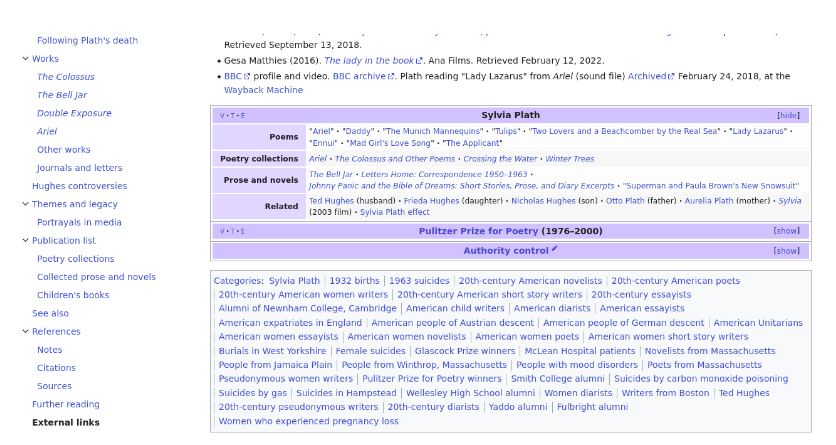 Following Plath's death
Works
The Colossus
The Bell Jar
Double Exposure
Ariel
Other works
Journals and letters
Hughes controversies
Themes and legacy
Portrayals in media
Publication list
Poetry collections
Collected prose and novels
Children's books
See also
References
Notes
Citations
Sources
Further reading
External links
Retrieved September 13, 2018.
• Gesa Matthies (2016). The lady in the book. Ana Films. Retrieved February 12, 2022.
• BBC profile and video. BBC archive. Plath reading "Lady Lazarus" from Ariel (sound file) Archived February 24, 2018, at the
Wayback Machine
V • T • E Sylvia Plath [hide]
Poems "Ariel" • "Daddy" • "The Munich Mannequins" • "Tulips" • "Two Lovers and a Beachcomber by the Real Sea" • "Lady Lazarus" •
"Ennui" • "Mad Girl's Love Song" • "The Applicant"
Poetry collections Ariel • The Colossus and Other Poems • Crossing the Water • Winter Trees
Prose and novels The Bell Jar • Letters Home: Correspondence 1950–1963 •
Johnny Panic and the Bible of Dreams: Short Stories, Prose, and Diary Excerpts • "Superman and Paula Brown's New Snowsuit"
Related Ted Hughes (husband) • Frieda Hughes (daughter) • Nicholas Hughes (son) • Otto Plath (father) • Aurelia Plath (mother) • Sylvia
(2003 film) • Sylvia Plath effect
V • T • E Pulitzer Prize for Poetry (1976–2000) [show]
Authority control [show]
Categories: Sylvia Plath | 1932 births | 1963 suicides | 20th-century American novelists | 20th-century American poets
| 20th-century American women writers | 20th-century American short story writers | 20th-century essayists
| Alumni of Newnham College, Cambridge | American child writers | American diarists | American essayists
| American expatriates in England | American people of Austrian descent | American people of German descent | American Unitarians
| American women essayists | American women novelists | American women poets | American women short story writers
| Burials in West Yorkshire | Female suicides | Glascock Prize winners | McLean Hospital patients | Novelists from Massachusetts
| People from Jamaica Plain | People from Winthrop, Massachusetts | People with mood disorders | Poets from Massachusetts
| Pseudonymous women writers | Pulitzer Prize for Poetry winners | Smith College alumni | Suicides by carbon monoxide poisoning
| Suicides by gas | Suicides in Hampstead | Wellesley High School alumni | Women diarists | Writers from Boston | Ted Hughes
| 20th-century pseudonymous writers | 20th-century diarists | Yaddo alumni | Fulbright alumni
| Women who experienced pregnancy loss